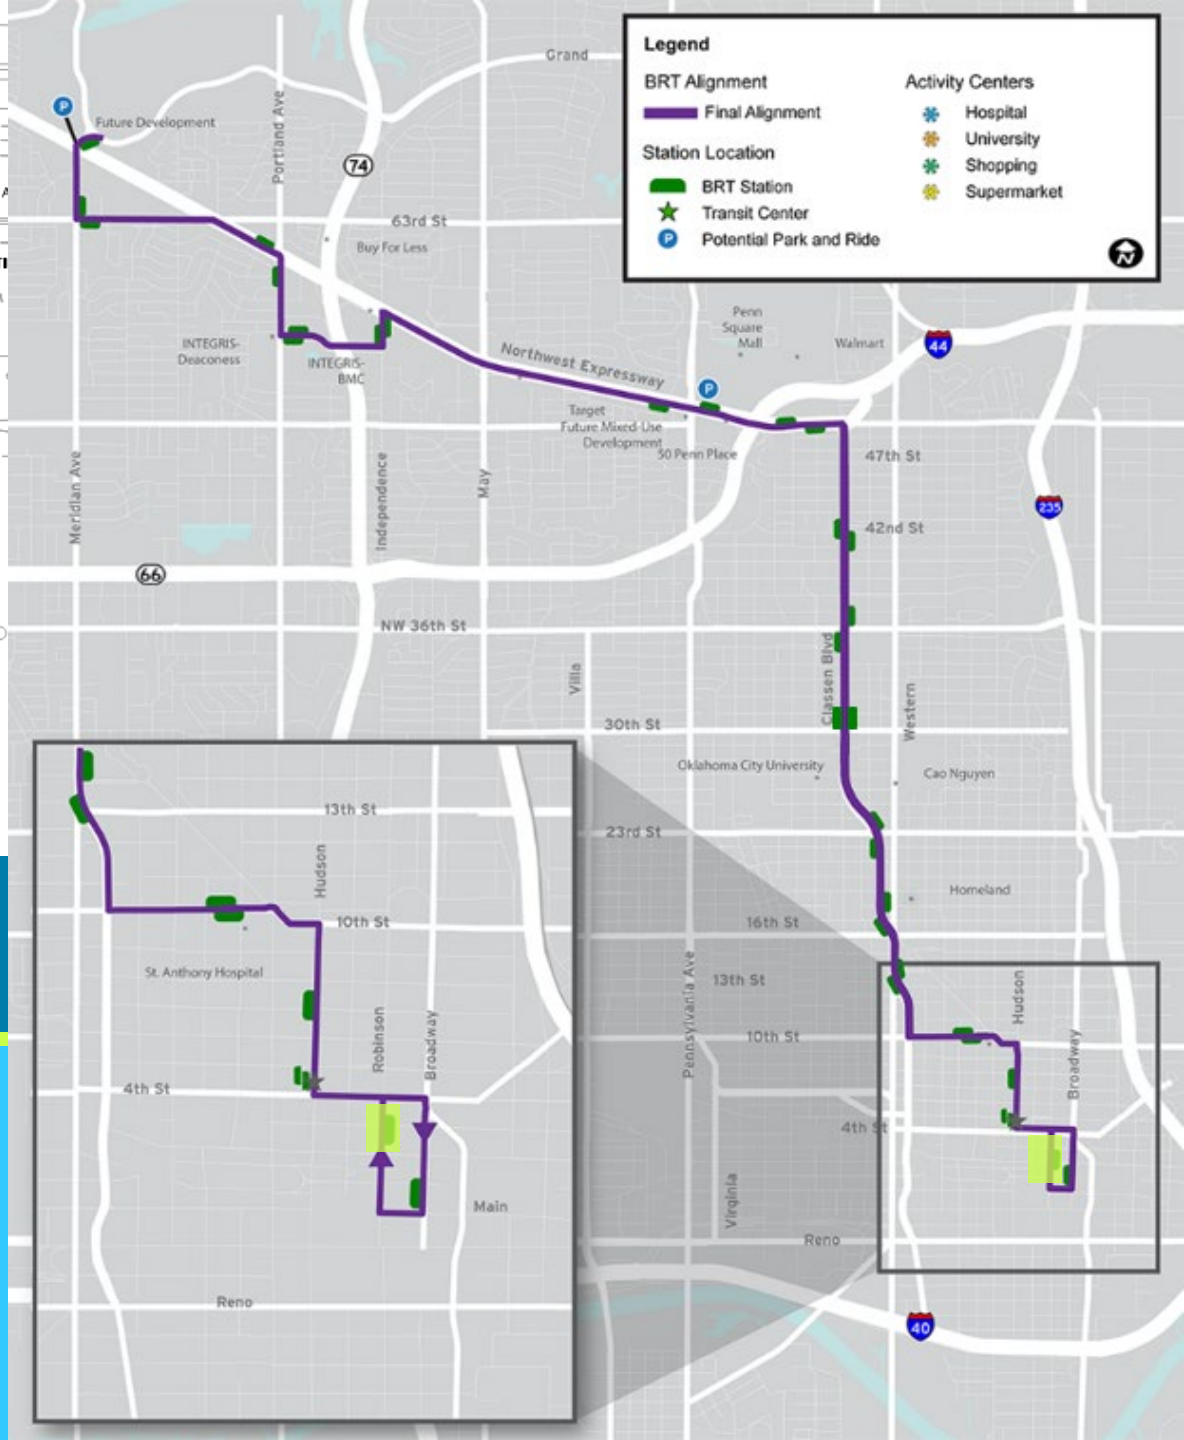 Grand
Legend
BRT Alignment
Final Alignment
Station Location
BRT Station
Transit Center
P
Potential Park and Ride
Activity Centers
Hospital
University
Shopping
Supermarket
N
P
Future Development
Portland Ave
74
63rd St
Buy For Less
INTEGRIS-
Deaconess
INTEGRIS-
BMC
Northwest Expressway
Penn
Square
Mall
Walmart
44
P
Target
Future Mixed-Use
Development
50 Penn Place
47th St
Meridian Ave
Independence
May
235
42nd St
66
NW 36th St
Villa
Classen Blvd
Western
30th St
Oklahoma City University
Cao Nguyen
23rd St
Homeland
16th St
Pennsylvania Ave
13th St
Hudson
10th St
Broadway
4th St
Virginia
Reno
40
13th St
Hudson
10th St
St. Anthony Hospital
Robinson
Broadway
4th St
Main
Reno